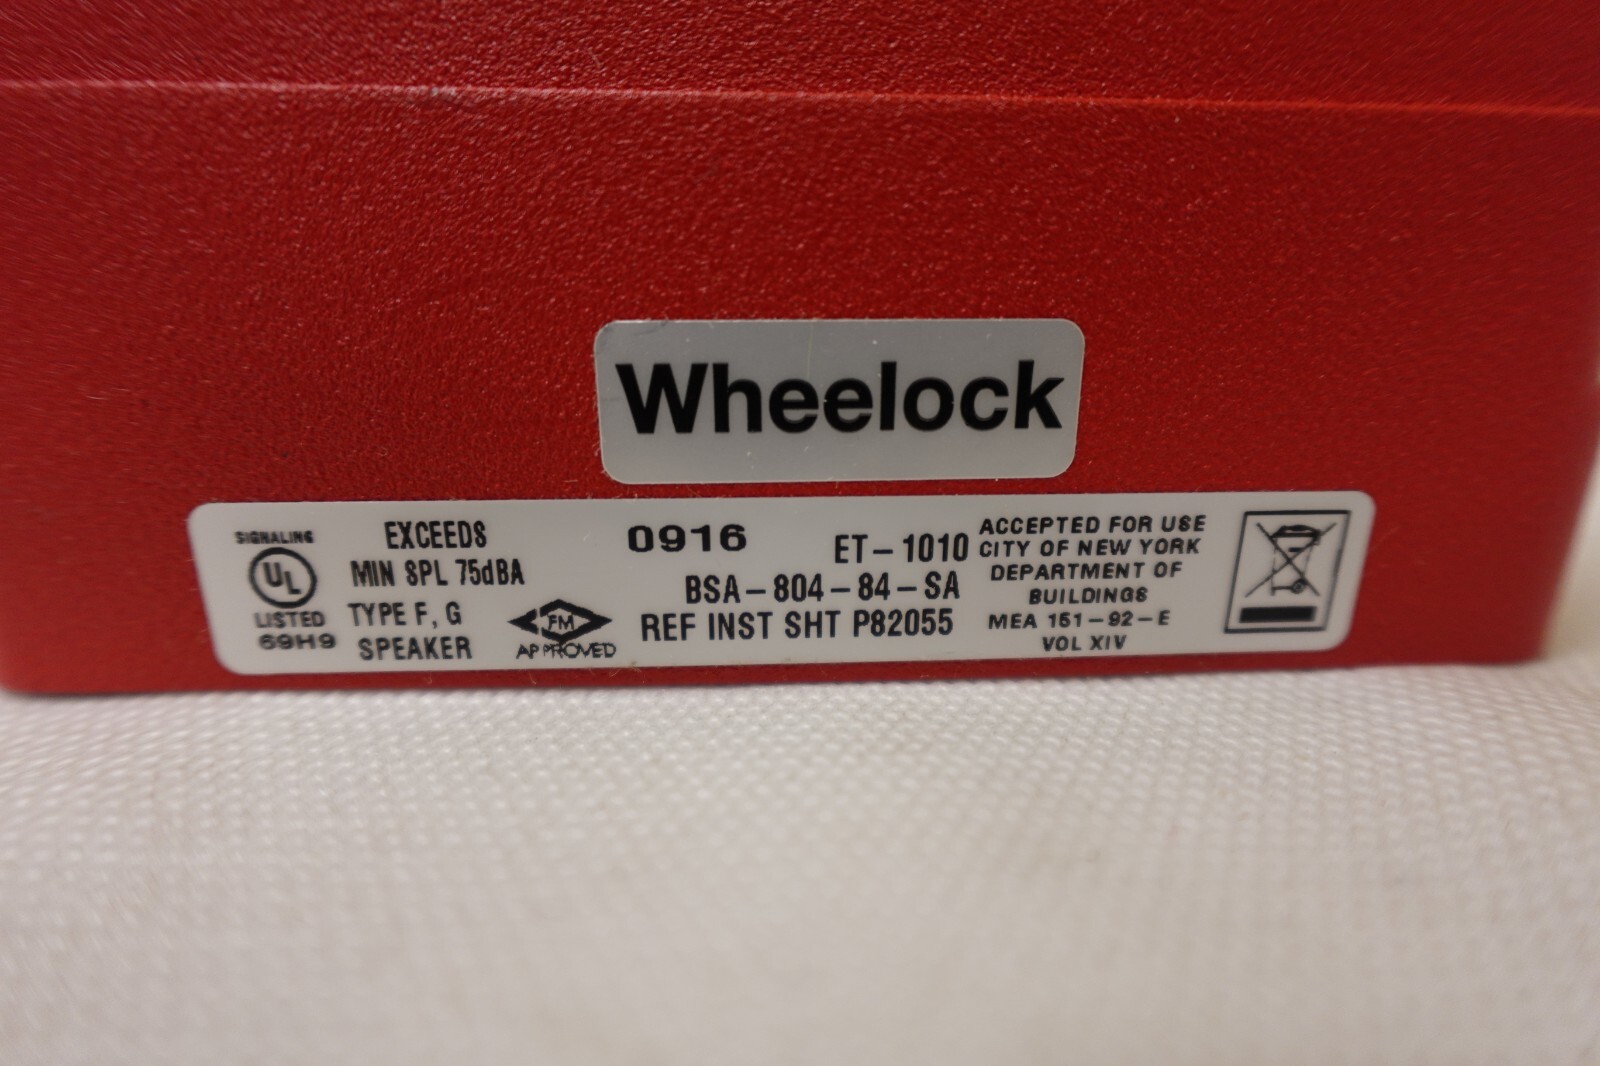 Wheelock
SIGNALING
UL
LISTED
69H9
EXCEEDS
MIN SPL 75dBA
TYPE F, G
SPEAKER
FM
APPROVED
0916
ET-1010
BSA-804-84-SA
REF INST SHT P82055
ACCEPTED FOR USE
CITY OF NEW YORK
DEPARTMENT OF
BUILDINGS
MEA 151-92-E
VOL XIV